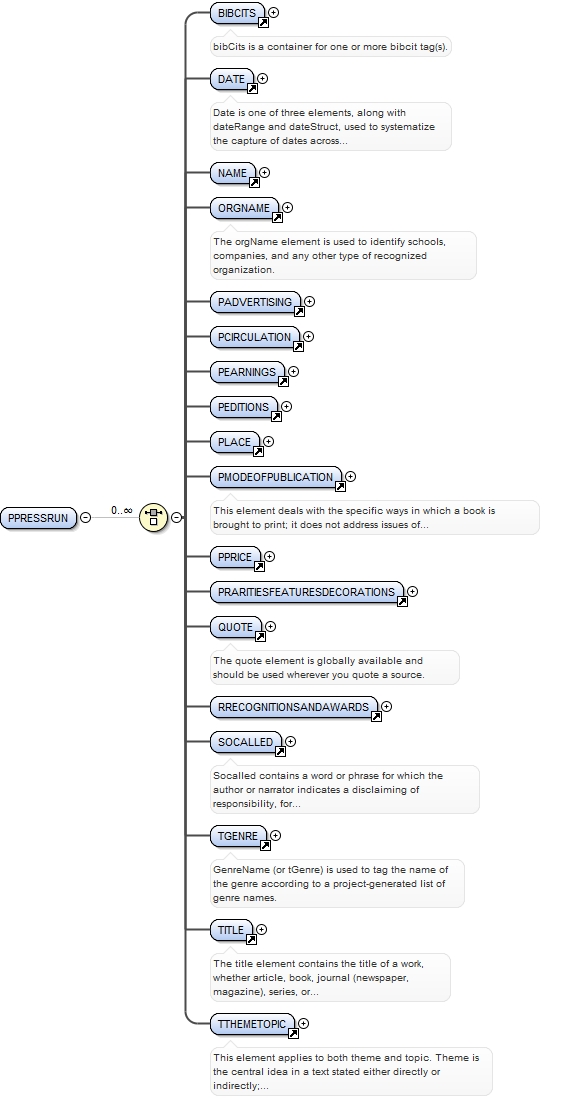 BIBCITS
bibCits is a container for one or more bibcit tag(s).
DATE
Date is one of three elements, along with
dateRange and dateStruct, used to systematize
the capture of dates across...
NAME
ORGNAME
The orgName element is used to identify schools,
companies, and any other type of recognized
organization.
PADVERTISING
PCIRCULATION
PEARNINGS
PEDITIONS
PLACE
PMODEOFPUBLICATION
This element deals with the specific ways in which a book is
brought to print; it does not address issues of...
PPRESSRUN
0..∞
PPRICE
PRARITIESFEATURESDECORATIONS
QUOTE
The quote element is globally available and
should be used wherever you quote a source.
RRECOGNITIONSANDAWARDS
SOCALLED
Socalled contains a word or phrase for which the
author or narrator indicates a disclaiming of
responsibility, for...
TGENRE
GenreName (or tGenre) is used to tag the name of
the genre according to a project-generated list of
genre names.
TITLE
The title element contains the title of a work,
whether article, book, journal (newspaper,
magazine), series, or...
TTHEMETOPIC
This element applies to both theme and topic. Theme is
the central idea in a text stated either directly or
indirectly;...